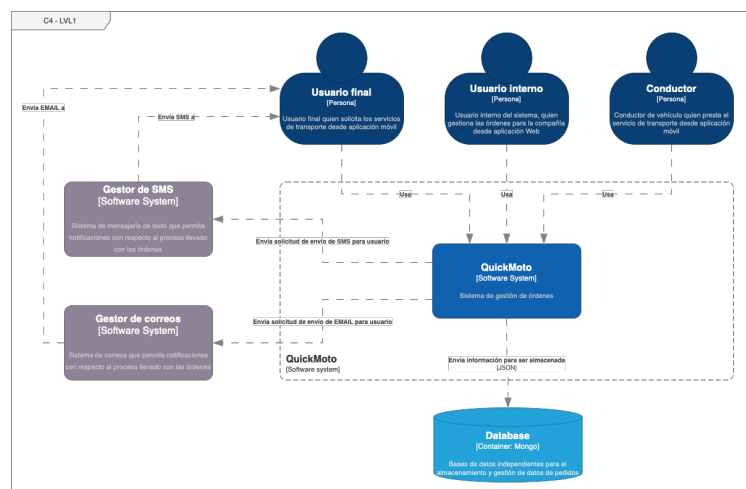 C4 - LVL1
Usuario final
[Persona]
Usuario final quien solicita los servicios
de transporte desde aplicación móvil
Usuario interno
[Persona]
Usuario interno del sistema, quien
gestiona las órdenes para la compañía
desde aplicación Web
Conductor
[Persona]
Conductor de vehículo quien presta el
servicio de transporte desde aplicación
móvil
Envía EMAIL a
Envía SMS a
Usa
Usa
Usa
Gestor de SMS
[Software System]
Sistema de mensajería de texto que permite
notificaciones con respecto al proceso llevado
con las órdenes
Envía solicitud de envío de SMS para usuario
QuickMoto
[Software System]
Sistema de gestión de órdenes
Gestor de correos
[Software System]
Sistema de correos que permite notificaciones
con respecto al proceso llevado con las órdenes
Envía solicitud de envío de EMAIL para usuario
QuickMoto
[Software system]
Envía información para ser almacenada
[JSON]
Database
[Container: Mongo]
Bases de datos independientes para el
almacenamiento y gestión de datos de pedidos